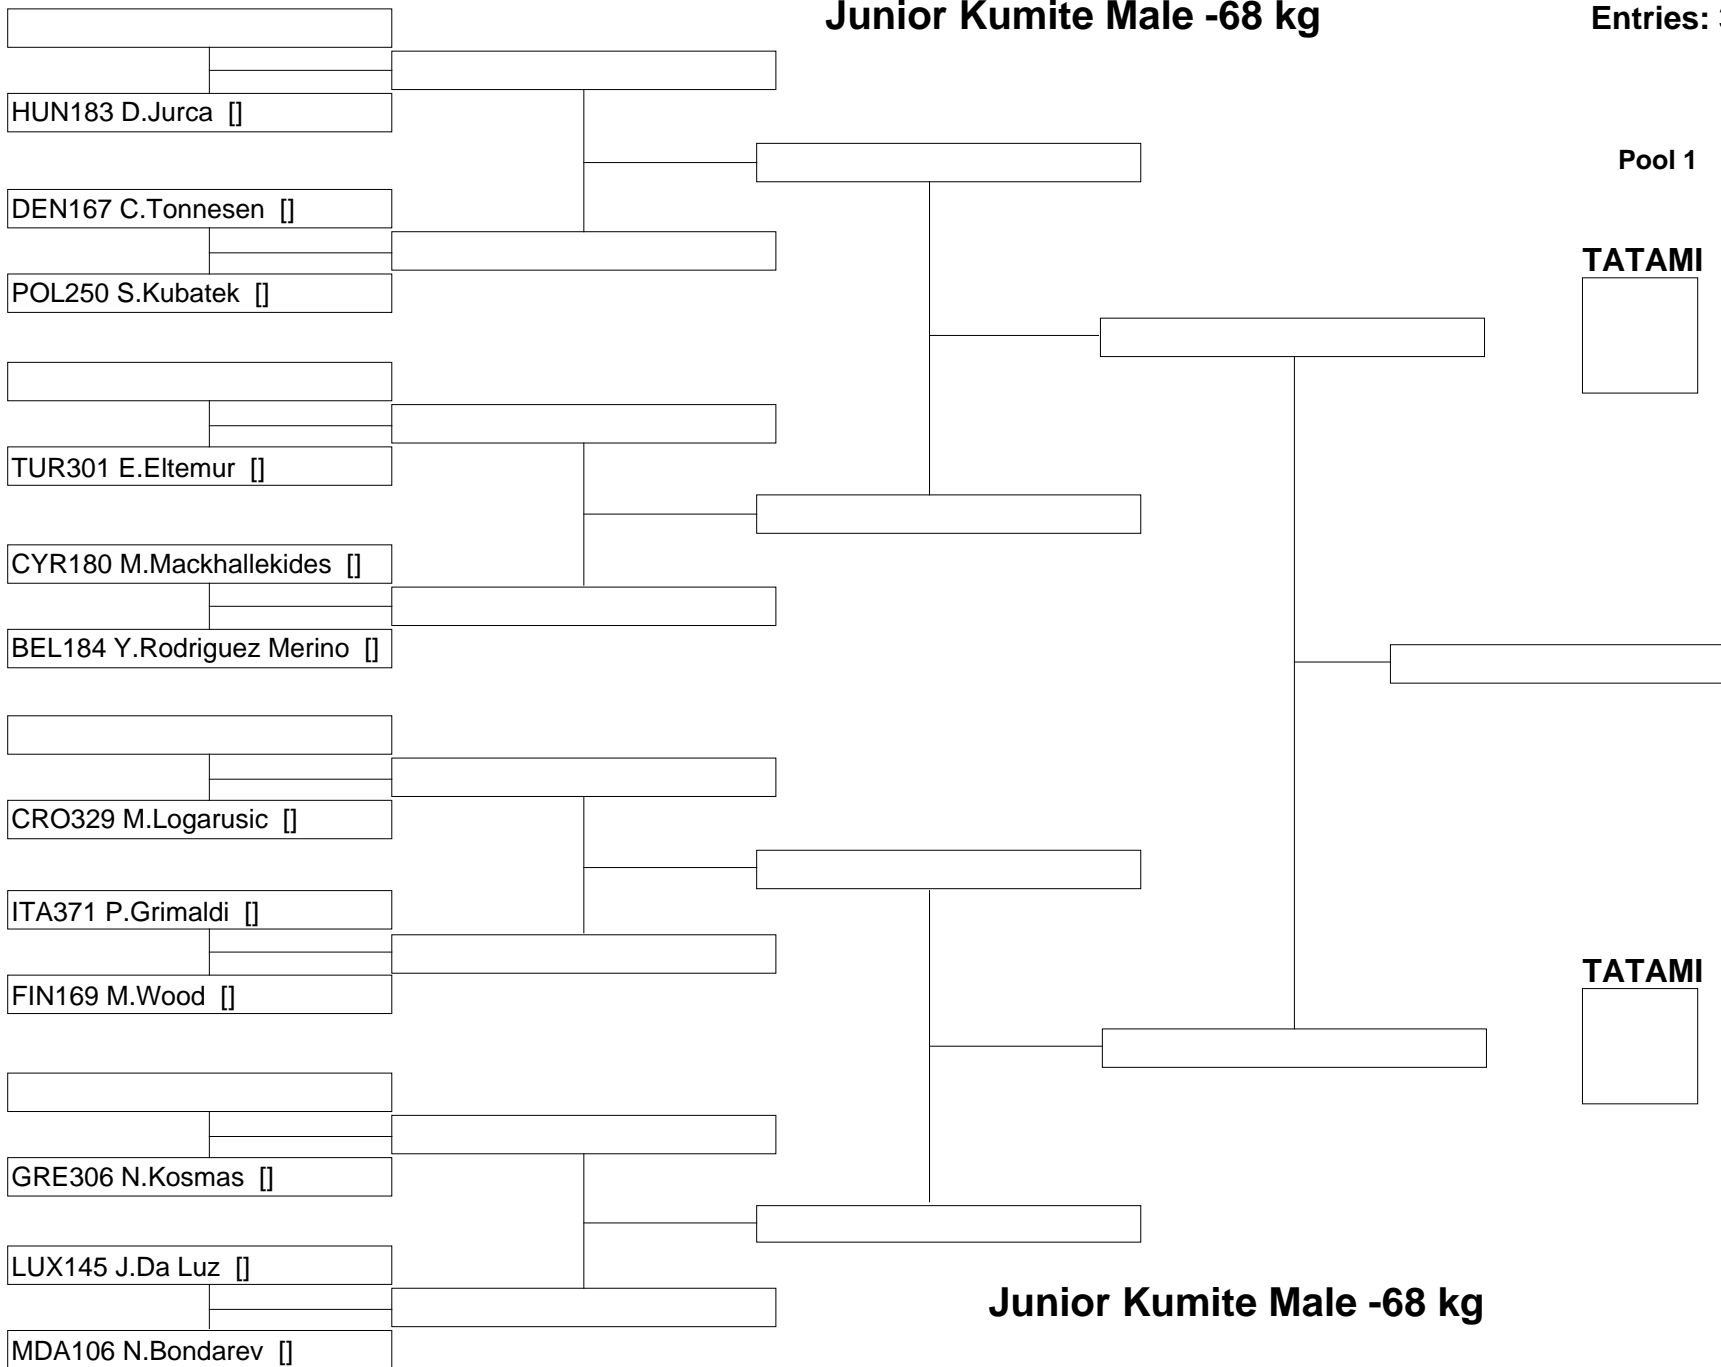 Junior Kumite Male -68 kg
Entries:
HUN183 D.Jurca []
Pool 1
DEN167 C.Tonnesen []
TATAMI
POL250 S.Kubatek []
TUR301 E.Eltemur []
CYR180 M.Mackhallekides []
BEL184 Y.Rodriguez Merino []
CRO329 M.Logarusic []
ITA371 P.Grimaldi []
TATAMI
FIN169 M.Wood []
GRE306 N.Kosmas []
LUX145 J.Da Luz []
Junior Kumite Male -68 kg
MDA106 N.Bondarev []